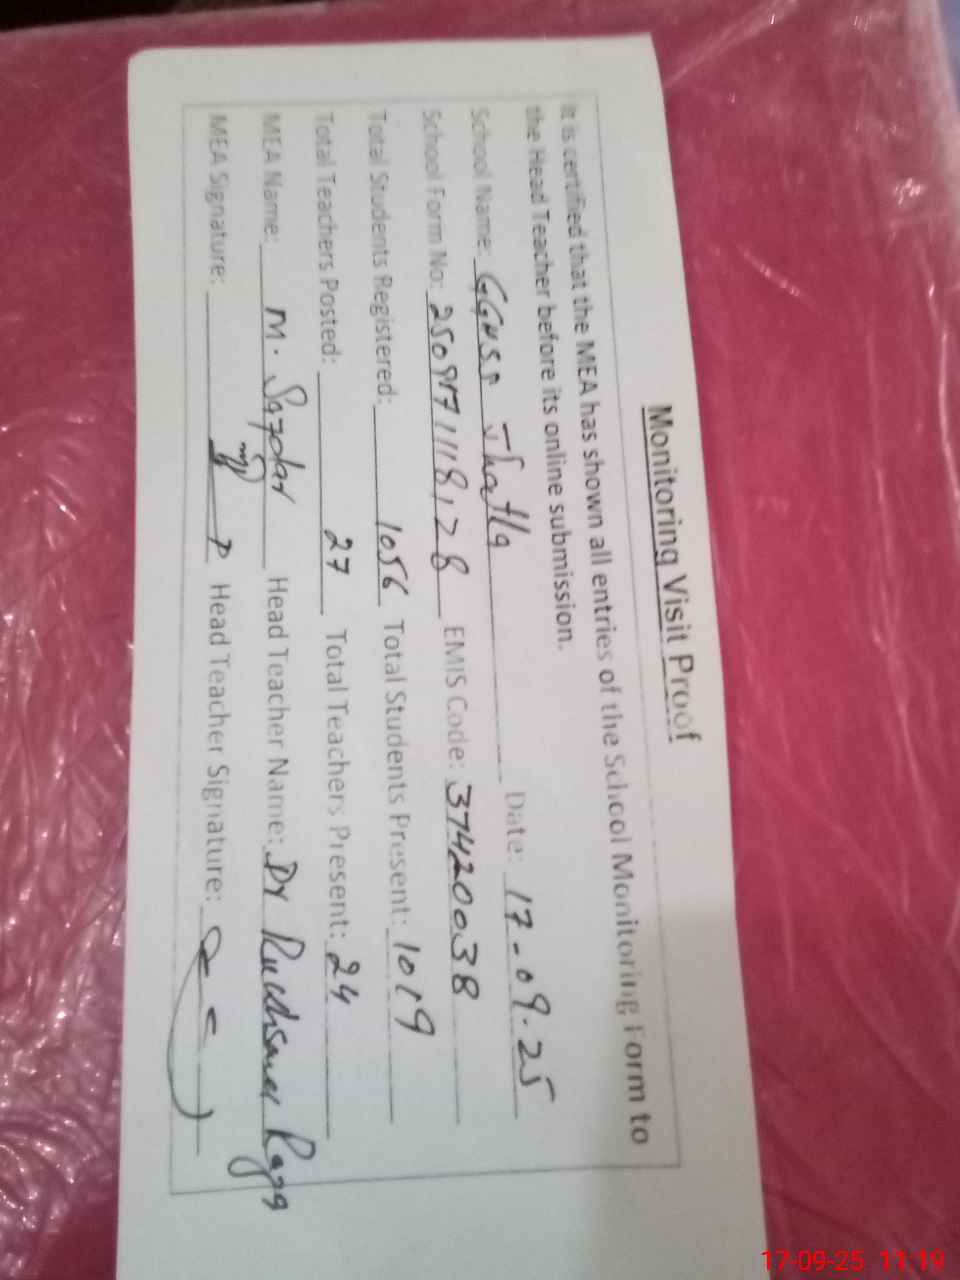 Monitoring Visit Proof
It is certified that the MEA has shown all entries of the School Monitoring Form to
the Head Teacher before its online submission.
School Name: GGHSS Jhatla Date: 17-09-25
School Form No: 2509171118128 EMIS Code: 37420038
Total Students Registered: 1056 Total Students Present: 1019
Total Teachers Posted: 27 Total Teachers Present: 24
MEA Name: M. Safdar Head Teacher Name: Dr Rukhsana
MEA Signature: Head Teacher Signature:
17-09-25 11:19